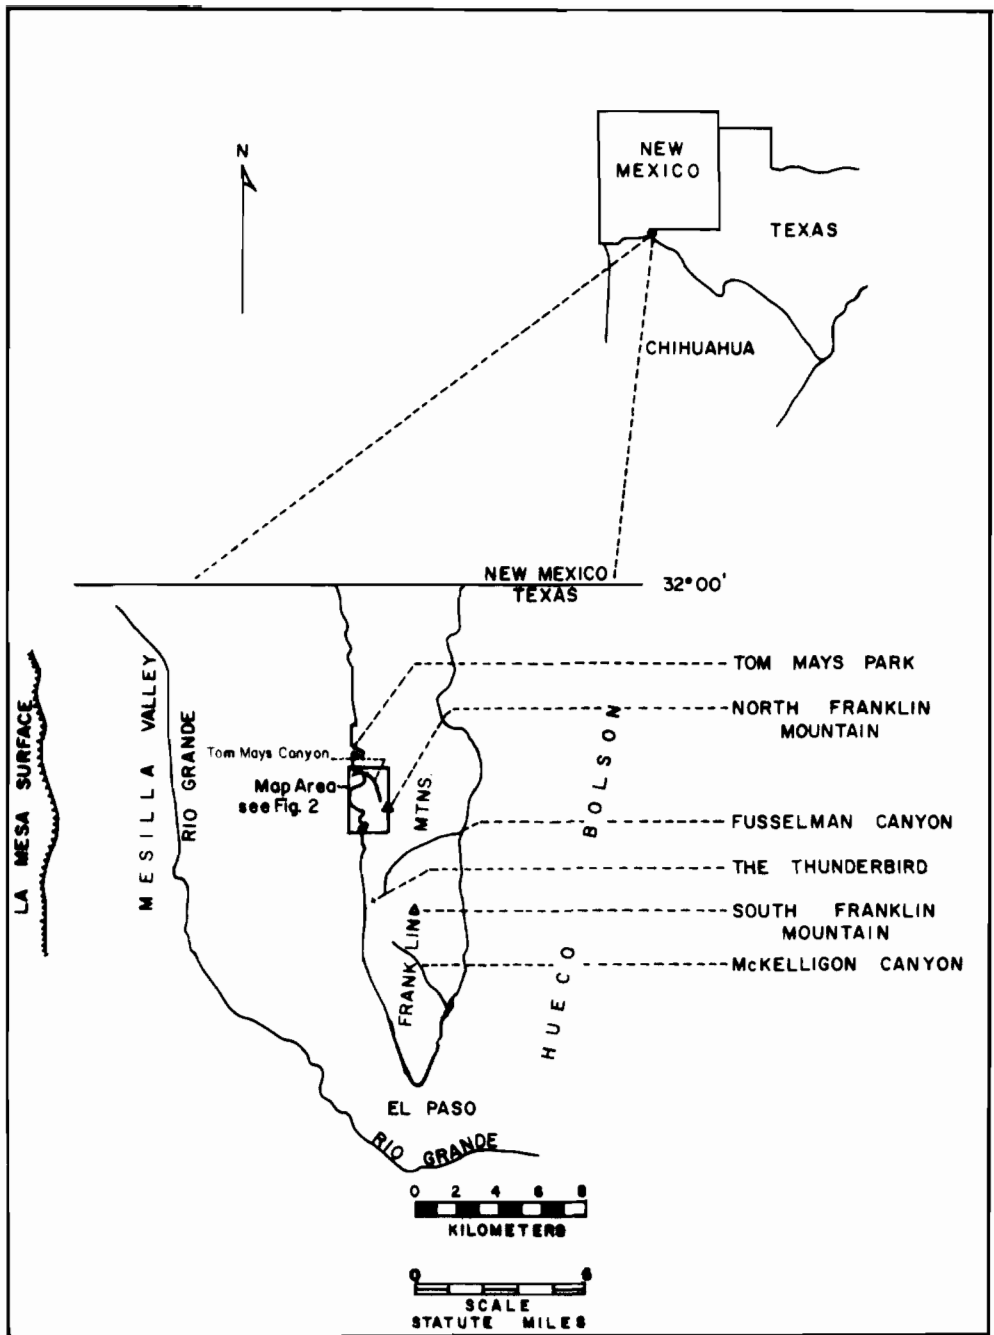 N
NEW
MEXICO
TEXAS
CHIHUAHUA
NEW MEXICO
TEXAS
32°00'
TOM MAYS PARK
NORTH FRANKLIN
MOUNTAIN
Tom Mays Canyon
Map Area
see Fig. 2
LA MESA SURFACE
MESILLA VALLEY
RIO GRANDE
FRANKLIN
MTNS.
HUECO
BOLSON
FUSSELMAN CANYON
THE THUNDERBIRD
SOUTH FRANKLIN
MOUNTAIN
McKELLIGON CANYON
EL PASO
RIO GRANDE
0 2 4 6 8
KILOMETERS
0 5
SCALE
STATUTE MILES